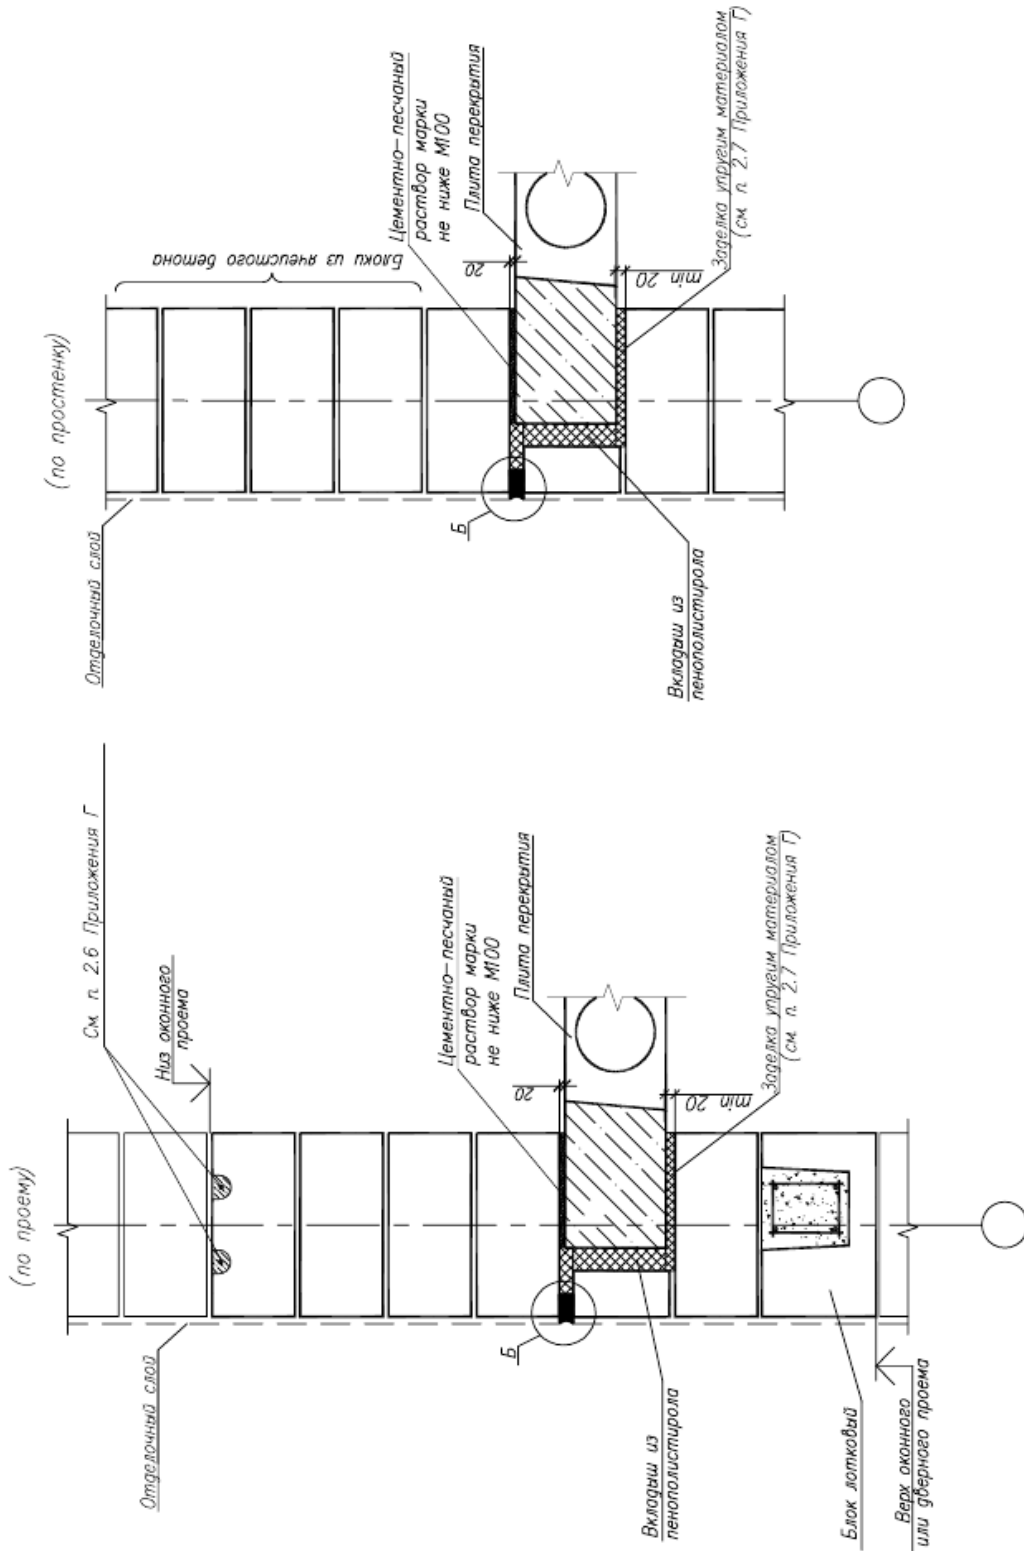 (по проему)
Отделочный слой
См. п. 2.6 Приложения Г
Низ оконного
проема
Цементно-песчаный
раствор марки
не ниже М100
Плита перекрытия
20
min 20
Б
Заделка упругим материалом
(см. п. 2.7 Приложения Г)
Вкладыш из
пенополистирола
Блок лотковый
Верх оконного
или дверного проема
(по простенку)
Отделочный слой
Блоки из ячеистого бетона
Цементно-песчаный
раствор марки
не ниже М100
Плита перекрытия
20
min 20
Б
Заделка упругим материалом
(см. п. 2.7 Приложения Г)
Вкладыш из
пенополистирола